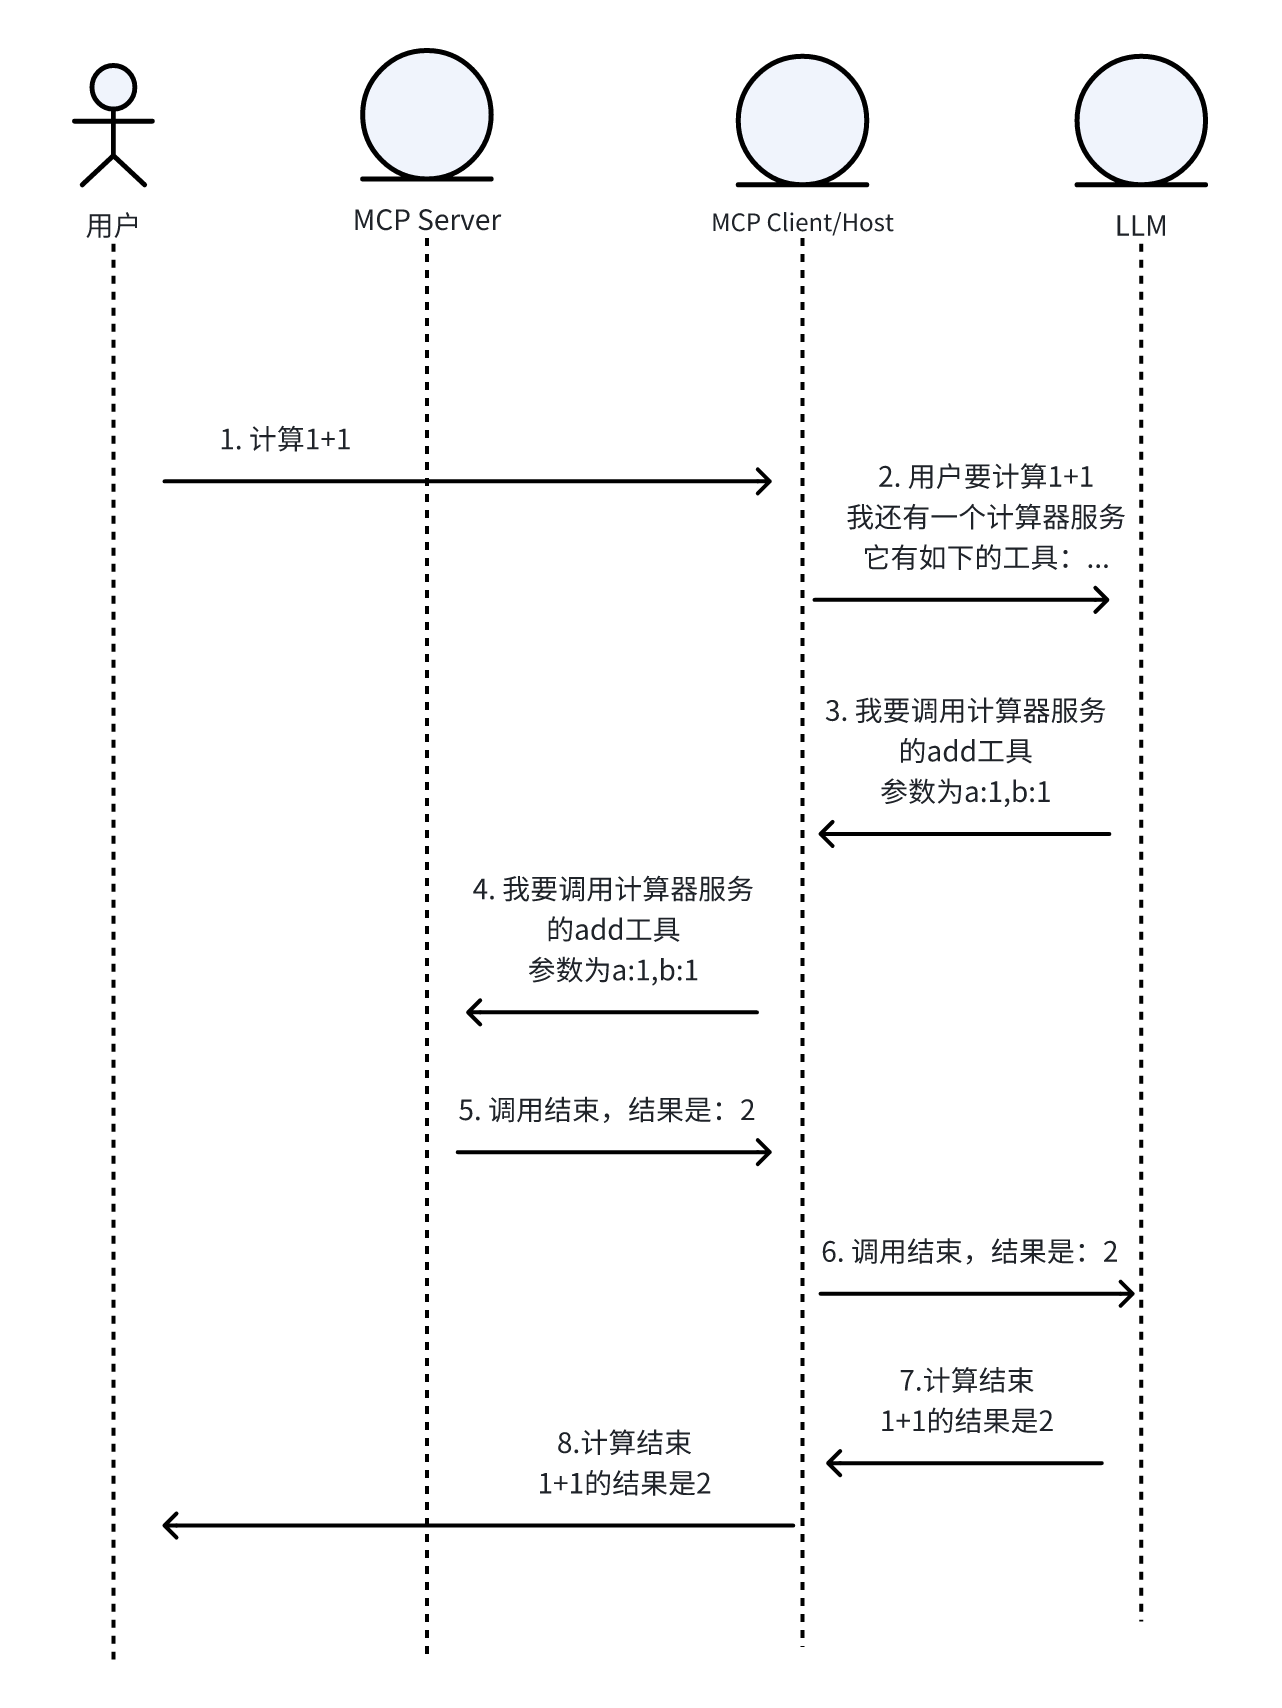 用户
MCP Server
MCP Client/Host
LLM
1. 计算1+1
2. 用户要计算1+1
我还有一个计算器服务
它有如下的工具：...
3. 我要调用计算器服务
的add工具
参数为a:1,b:1
4. 我要调用计算器服务
的add工具
参数为a:1,b:1
5. 调用结束，结果是：2
6. 调用结束，结果是：2
7.计算结束
1+1的结果是2
8.计算结束
1+1的结果是2